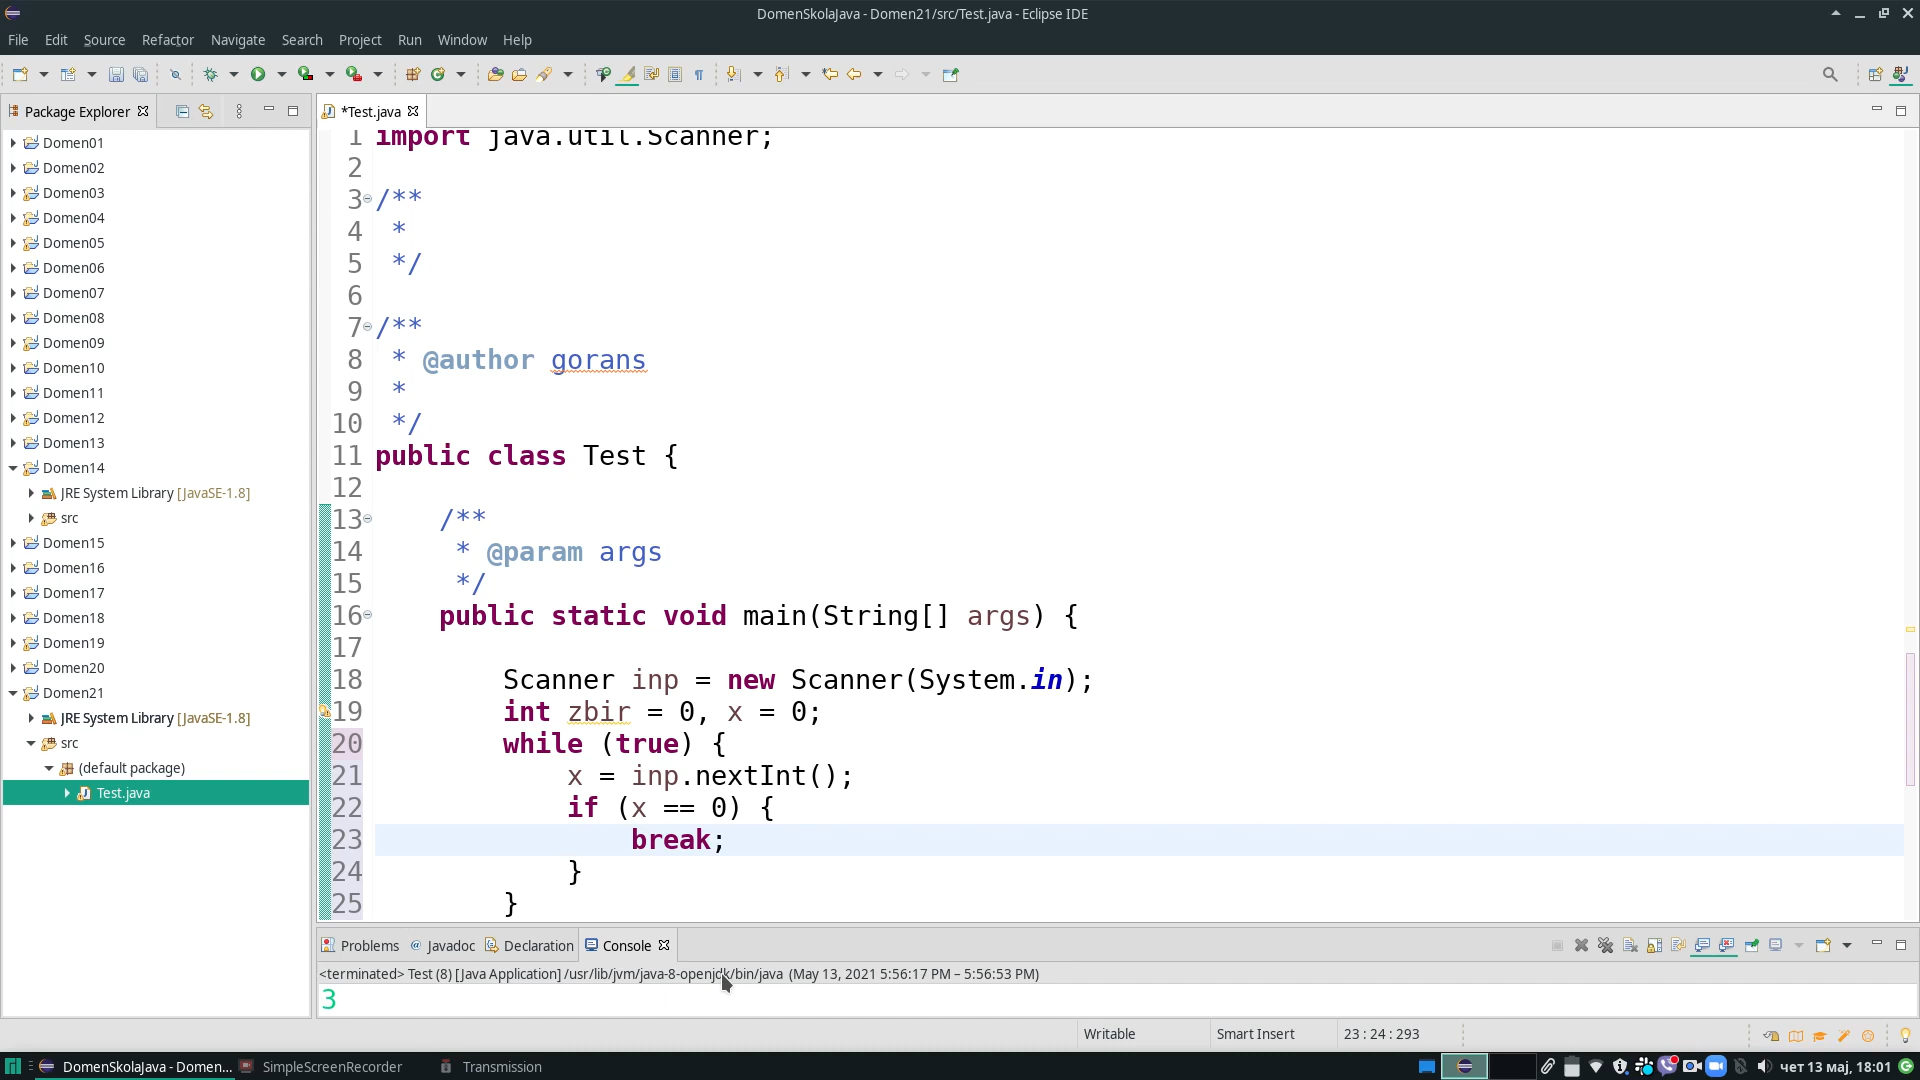 DomenSkolaJava - Domen21/src/Test.java - Eclipse IDE
File Edit Source Refactor Navigate Search Project Run Window Help
Package Explorer
Domen01
Domen02
Domen03
Domen04
Domen05
Domen06
Domen07
Domen08
Domen09
Domen10
Domen11
Domen12
Domen13
Domen14
JRE System Library [JavaSE-1.8]
src
Domen15
Domen16
Domen17
Domen18
Domen19
Domen20
Domen21
JRE System Library [JavaSE-1.8]
src
(default package)
Test.java
*Test.java
1 import java.util.Scanner;
2
3 /**
4 *
5 */
6
7 /**
8 * @author gorans
9 *
10 */
11 public class Test {
12
13 /**
14 * @param args
15 */
16 public static void main(String[] args) {
17
18 Scanner inp = new Scanner(System.in);
19 int zbir = 0, x = 0;
20 while (true) {
21 x = inp.nextInt();
22 if (x == 0) {
23 break;
24 }
25 }
Problems @ Javadoc Declaration Console
<terminated> Test (8) [Java Application] /usr/lib/jvm/java-8-openjdk/bin/java (May 13, 2021 5:56:17 PM – 5:56:53 PM)
3
Writable Smart Insert 23 : 24 : 293
DomenSkolaJava - Domen... SimpleScreenRecorder Transmission чет 13 мај, 18:01